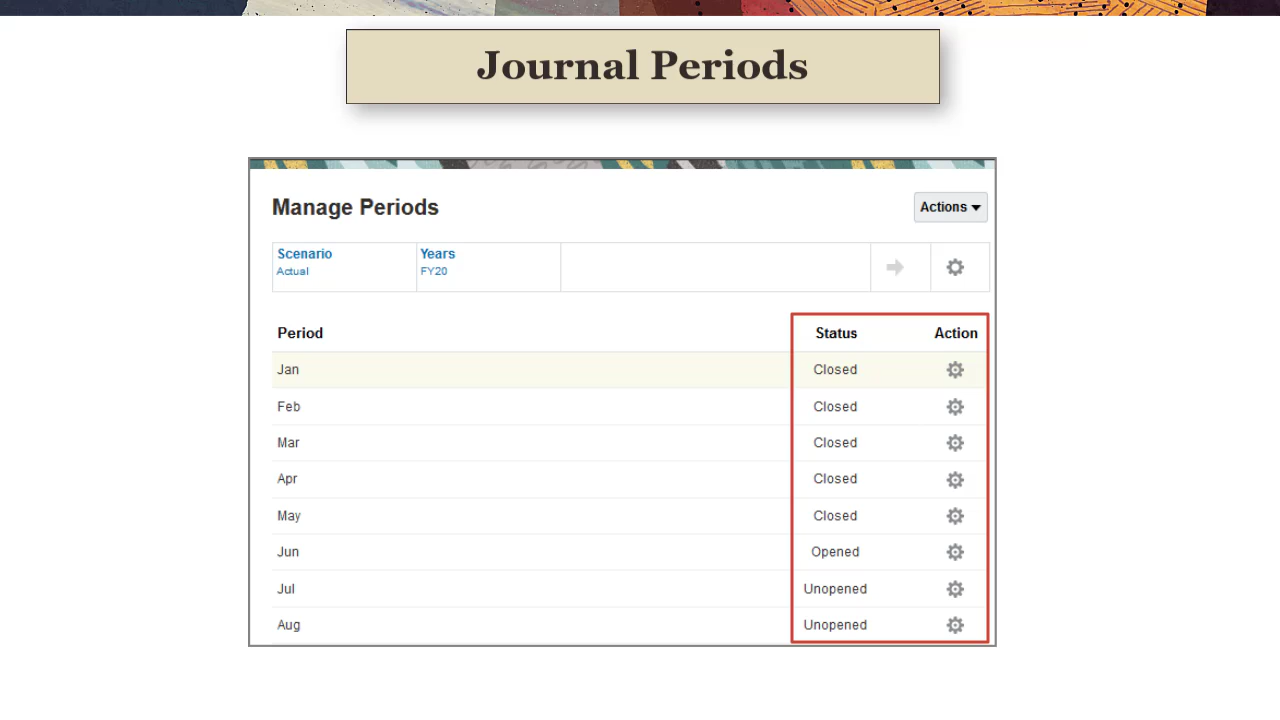 Journal Periods
Manage Periods
Actions
Scenario Years
Actual FY20
Period Status Action
Jan Closed
Feb Closed
Mar Closed
Apr Closed
May Closed
Jun Opened
Jul Unopened
Aug Unopened